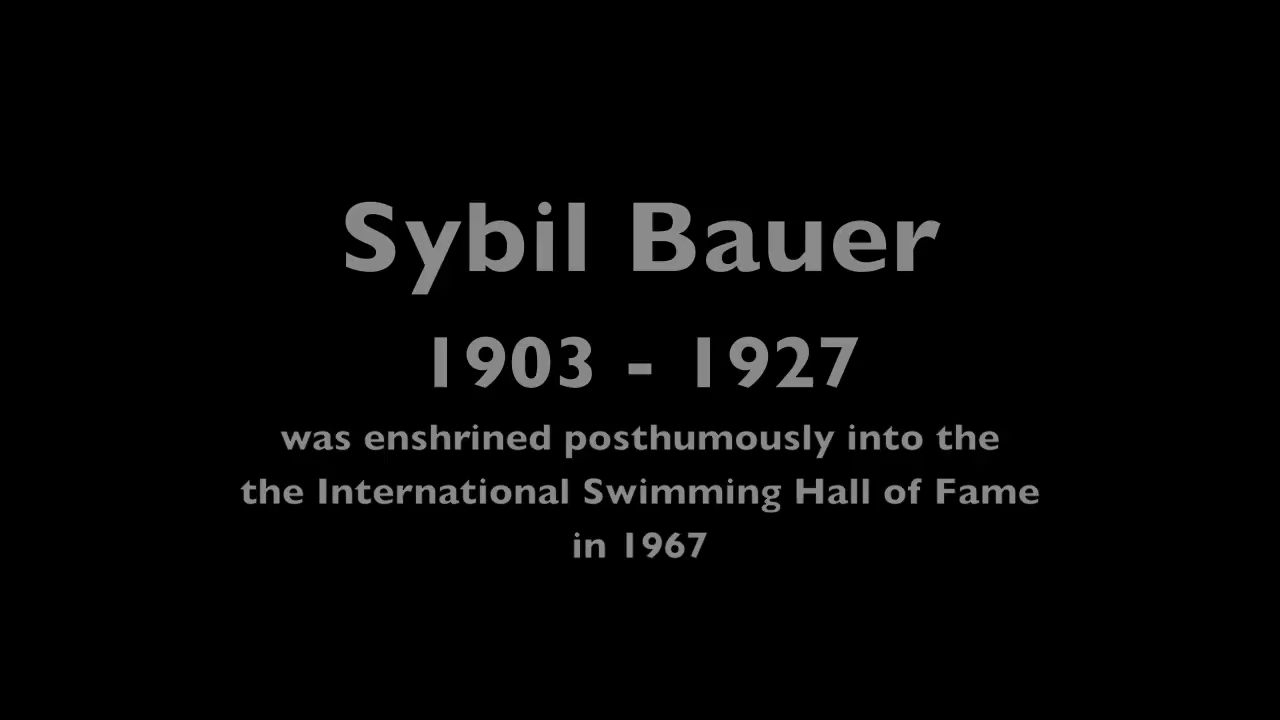 Sybil Bauer
1903 - 1927
was enshrined posthumously into the
the International Swimming Hall of Fame
in 1967